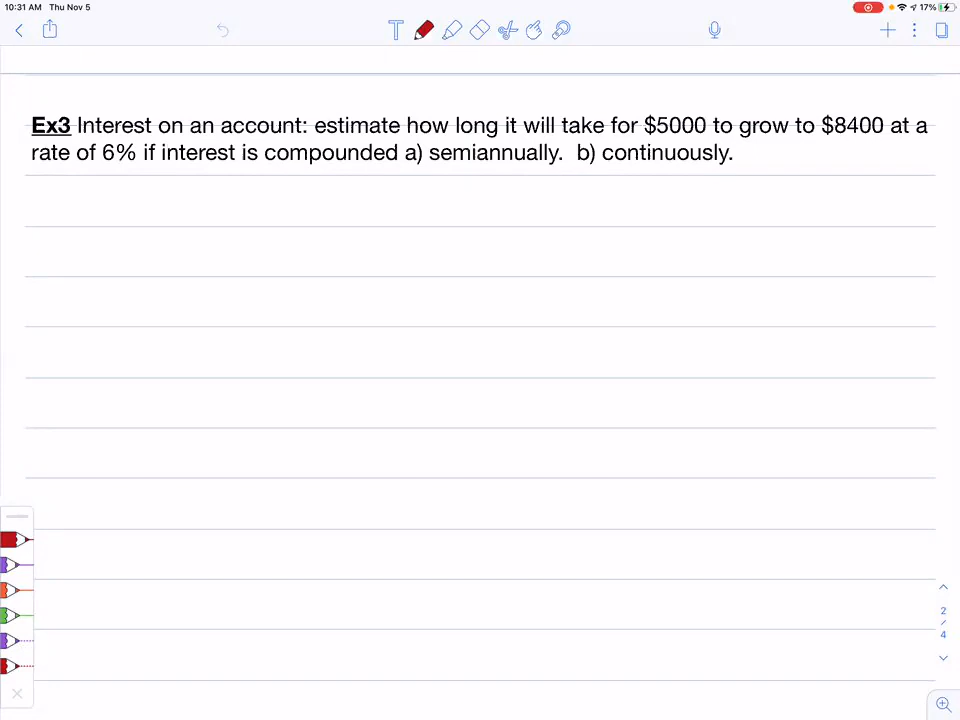 10:31 AM Thu Nov 5
17%
T
Ex3 Interest on an account: estimate how long it will take for $5000 to grow to $8400 at a
rate of 6% if interest is compounded a) semiannually.  b) continuously.
2
/
4